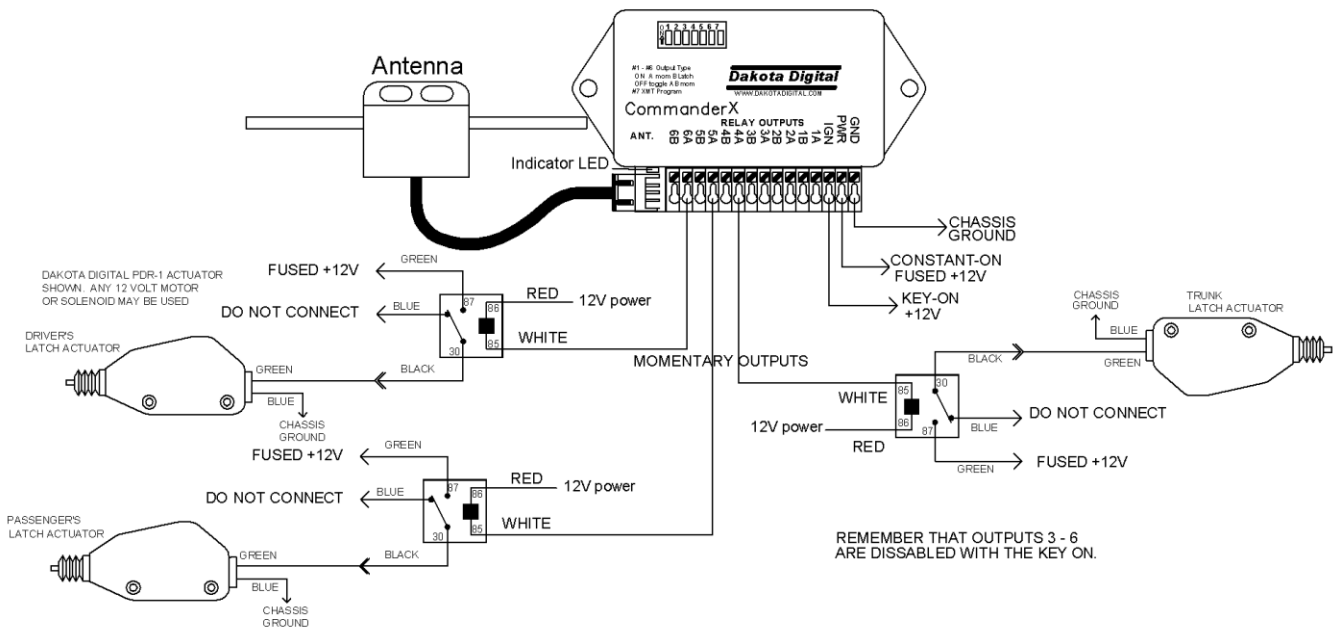 Antenna
O
N
1 2 3 4 5 6 7
#1 - #6 Output Type
ON A mom B Latch
OFF toggle A B mom
#7 XMT Program
Dakota Digital
WWW.DAKOTADIGITAL.COM
CommanderX
RELAY OUTPUTS
ANT.
6B 6A 5B 5A 4B 4A 3B 3A 2B 2A 1B 1A IGN PWR GND
Indicator LED
CHASSIS
GROUND
CONSTANT-ON
FUSED +12V
KEY-ON
+12V
DAKOTA DIGITAL PDR-1 ACTUATOR
SHOWN. ANY 12 VOLT MOTOR
OR SOLENOID MAY BE USED
GREEN
FUSED +12V
BLUE
DO NOT CONNECT
87
86
85
30
RED
12V power
WHITE
DRIVER'S
LATCH ACTUATOR
GREEN
BLACK
BLUE
CHASSIS
GROUND
MOMENTARY OUTPUTS
CHASSIS
GROUND
TRUNK
LATCH ACTUATOR
BLUE
GREEN
BLACK
WHITE
85
30
86
87
12V power
RED
BLUE
DO NOT CONNECT
GREEN
FUSED +12V
GREEN
FUSED +12V
BLUE
DO NOT CONNECT
87
86
85
30
RED
12V power
WHITE
PASSENGER'S
LATCH ACTUATOR
GREEN
BLACK
BLUE
CHASSIS
GROUND
REMEMBER THAT OUTPUTS 3 - 6
ARE DISSABLED WITH THE KEY ON.